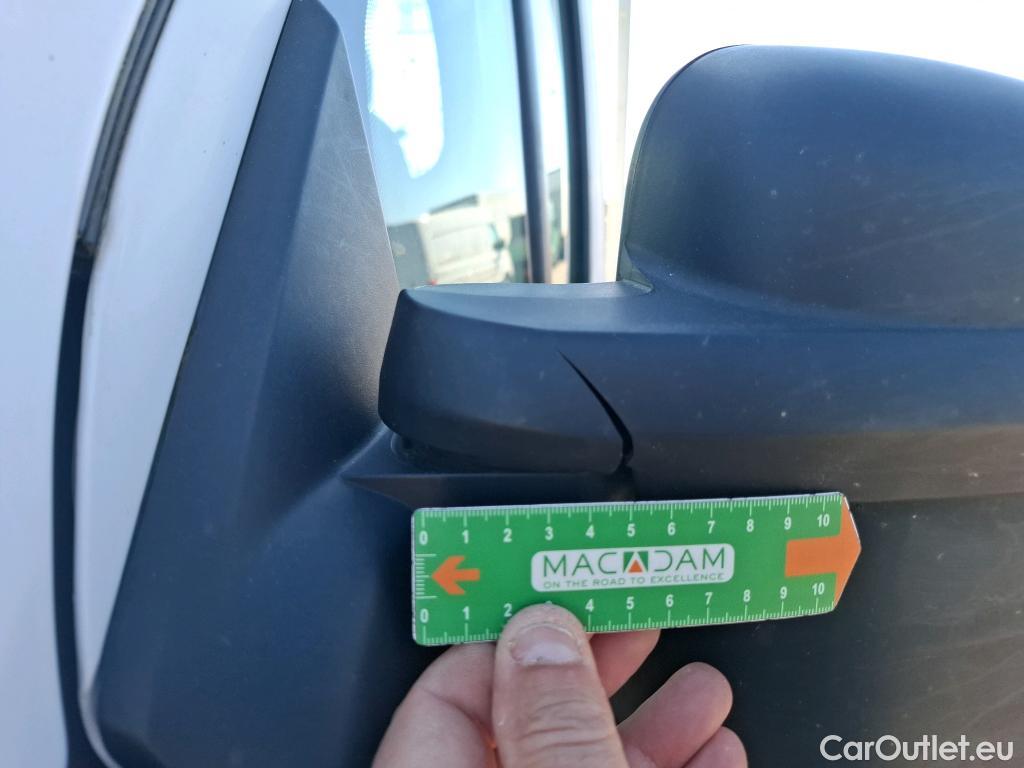 0 1 2 3 4 5 6 7 8 9 10
MACADAM
ON THE ROAD TO EXCELLENCE
0 1 2 4 5 6 7 8 9 10
CarOutlet.eu